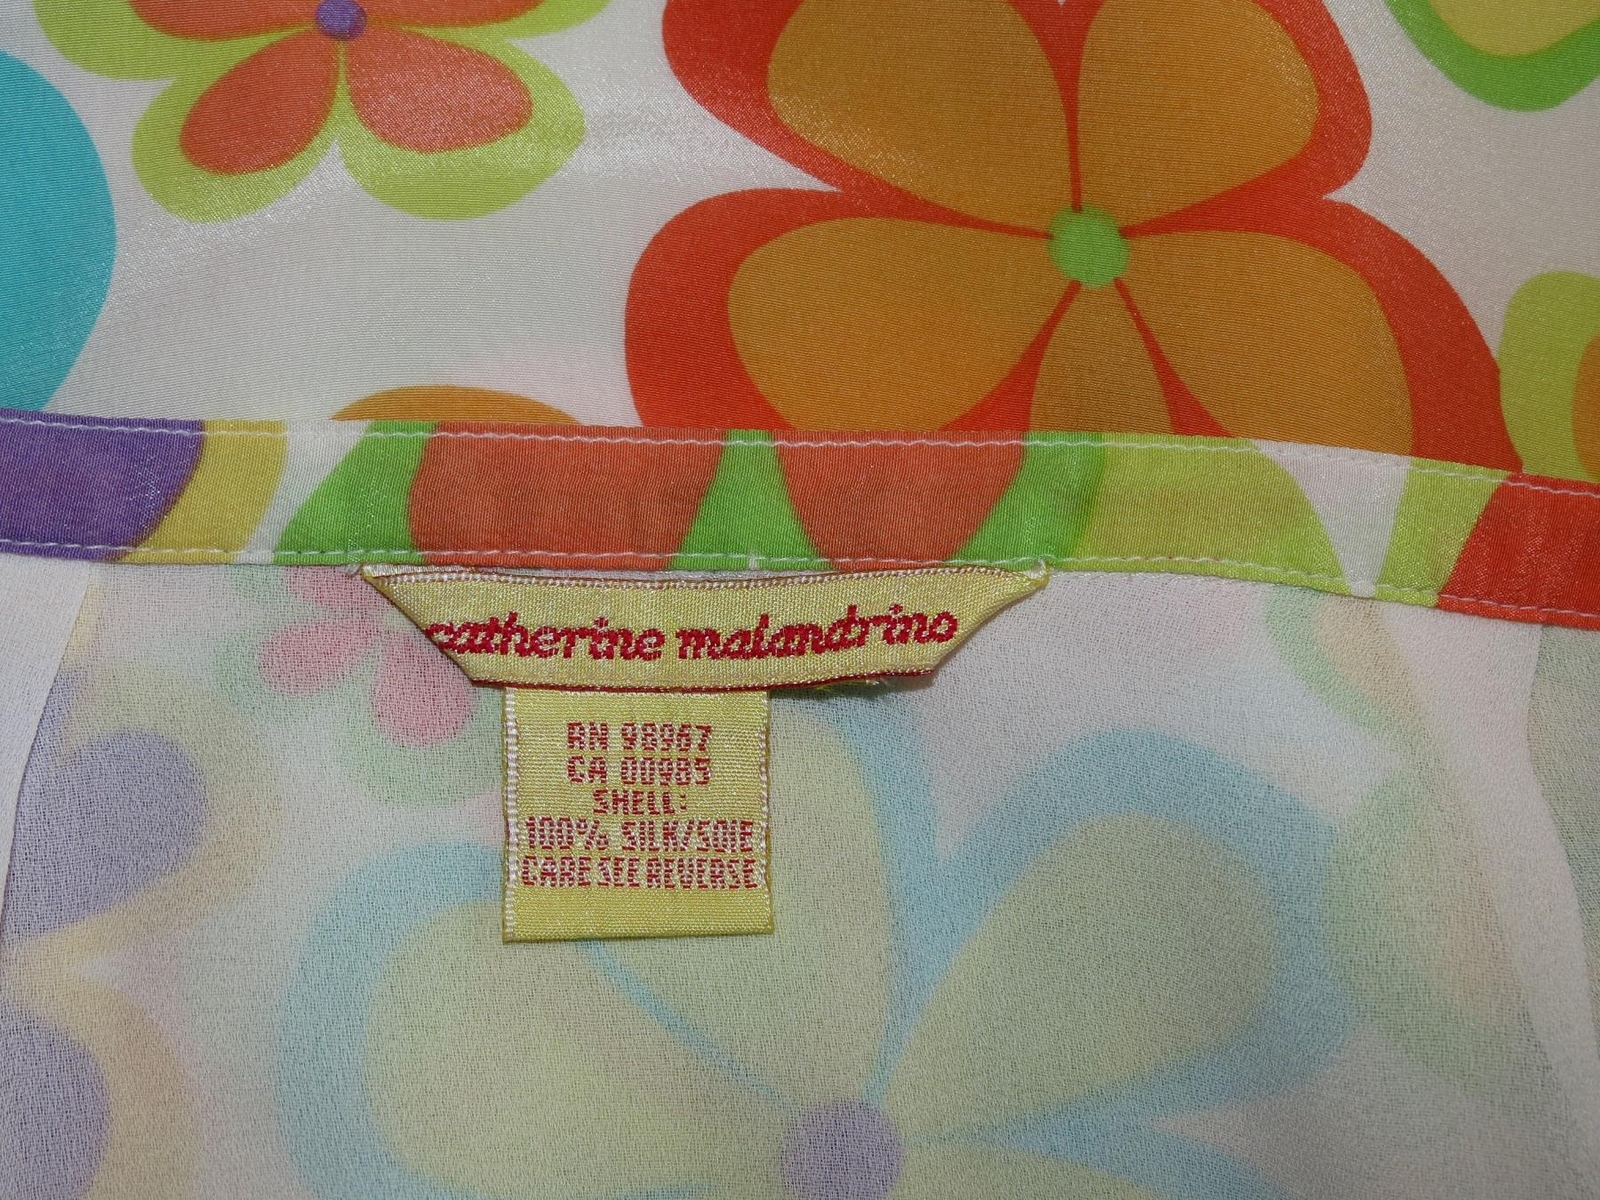 catherine malandrino
RN 98967
CA 00985
SHELL:
100% SILK/SOIE
CARE SEE REVERSE